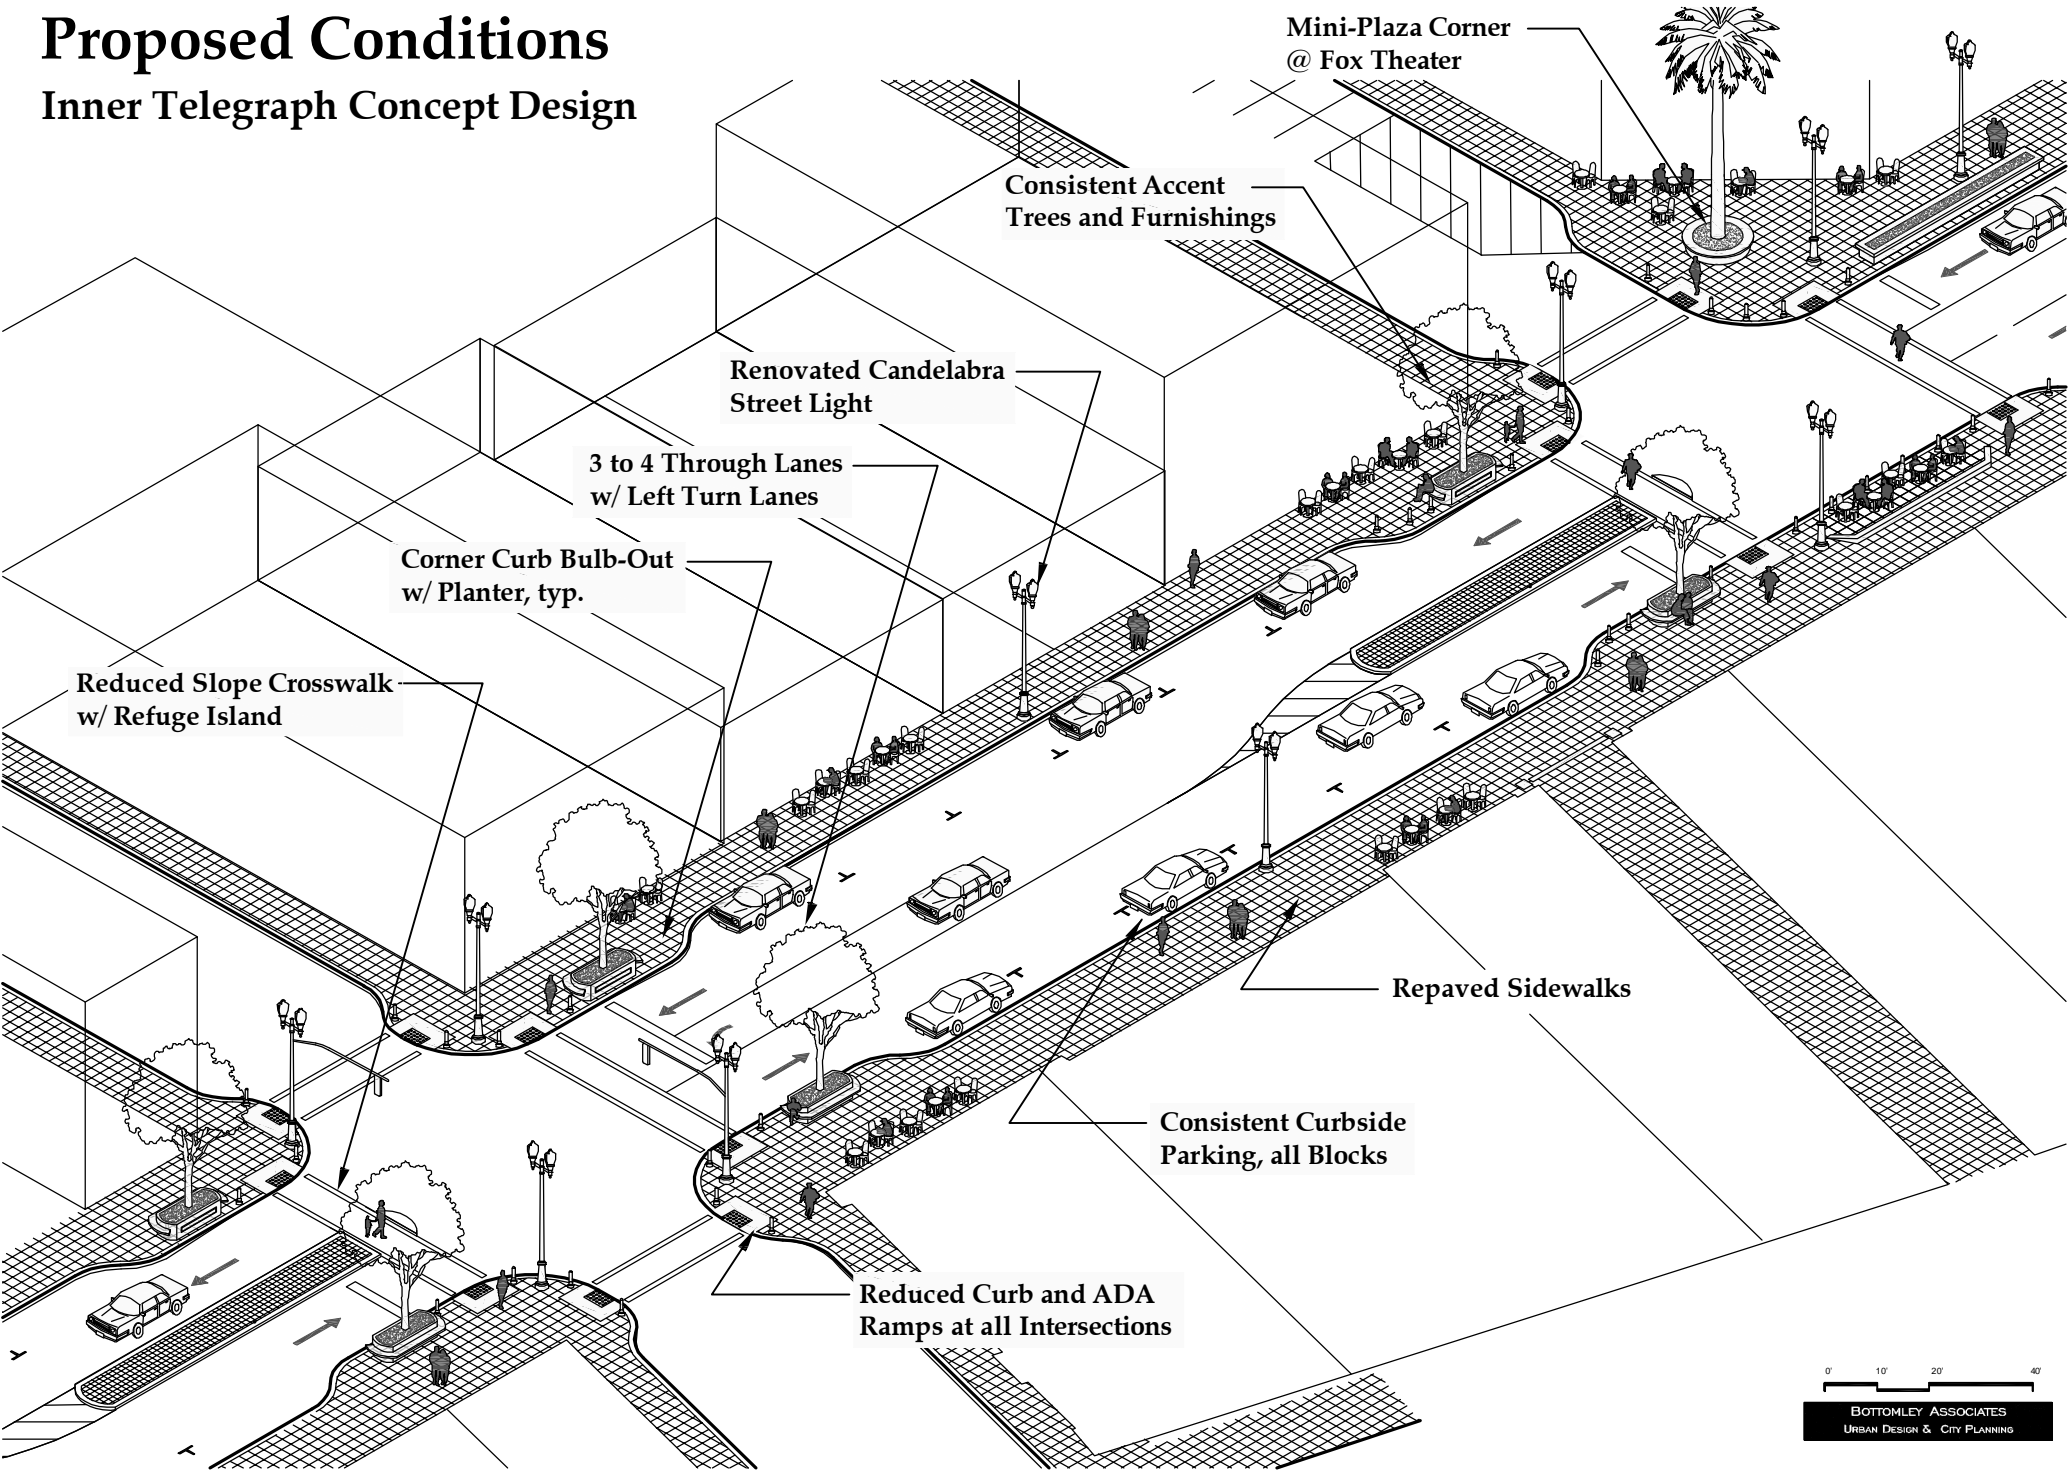 Proposed Conditions
Inner Telegraph Concept Design
Mini-Plaza Corner
@ Fox Theater
Consistent Accent
Trees and Furnishings
Renovated Candelabra
Street Light
3 to 4 Through Lanes
w/ Left Turn Lanes
Corner Curb Bulb-Out
w/ Planter, typ.
Reduced Slope Crosswalk
w/ Refuge Island
Repaved Sidewalks
Consistent Curbside
Parking, all Blocks
Reduced Curb and ADA
Ramps at all Intersections
0' 10' 20' 40'
BOTTOMLEY ASSOCIATES
URBAN DESIGN & CITY PLANNING